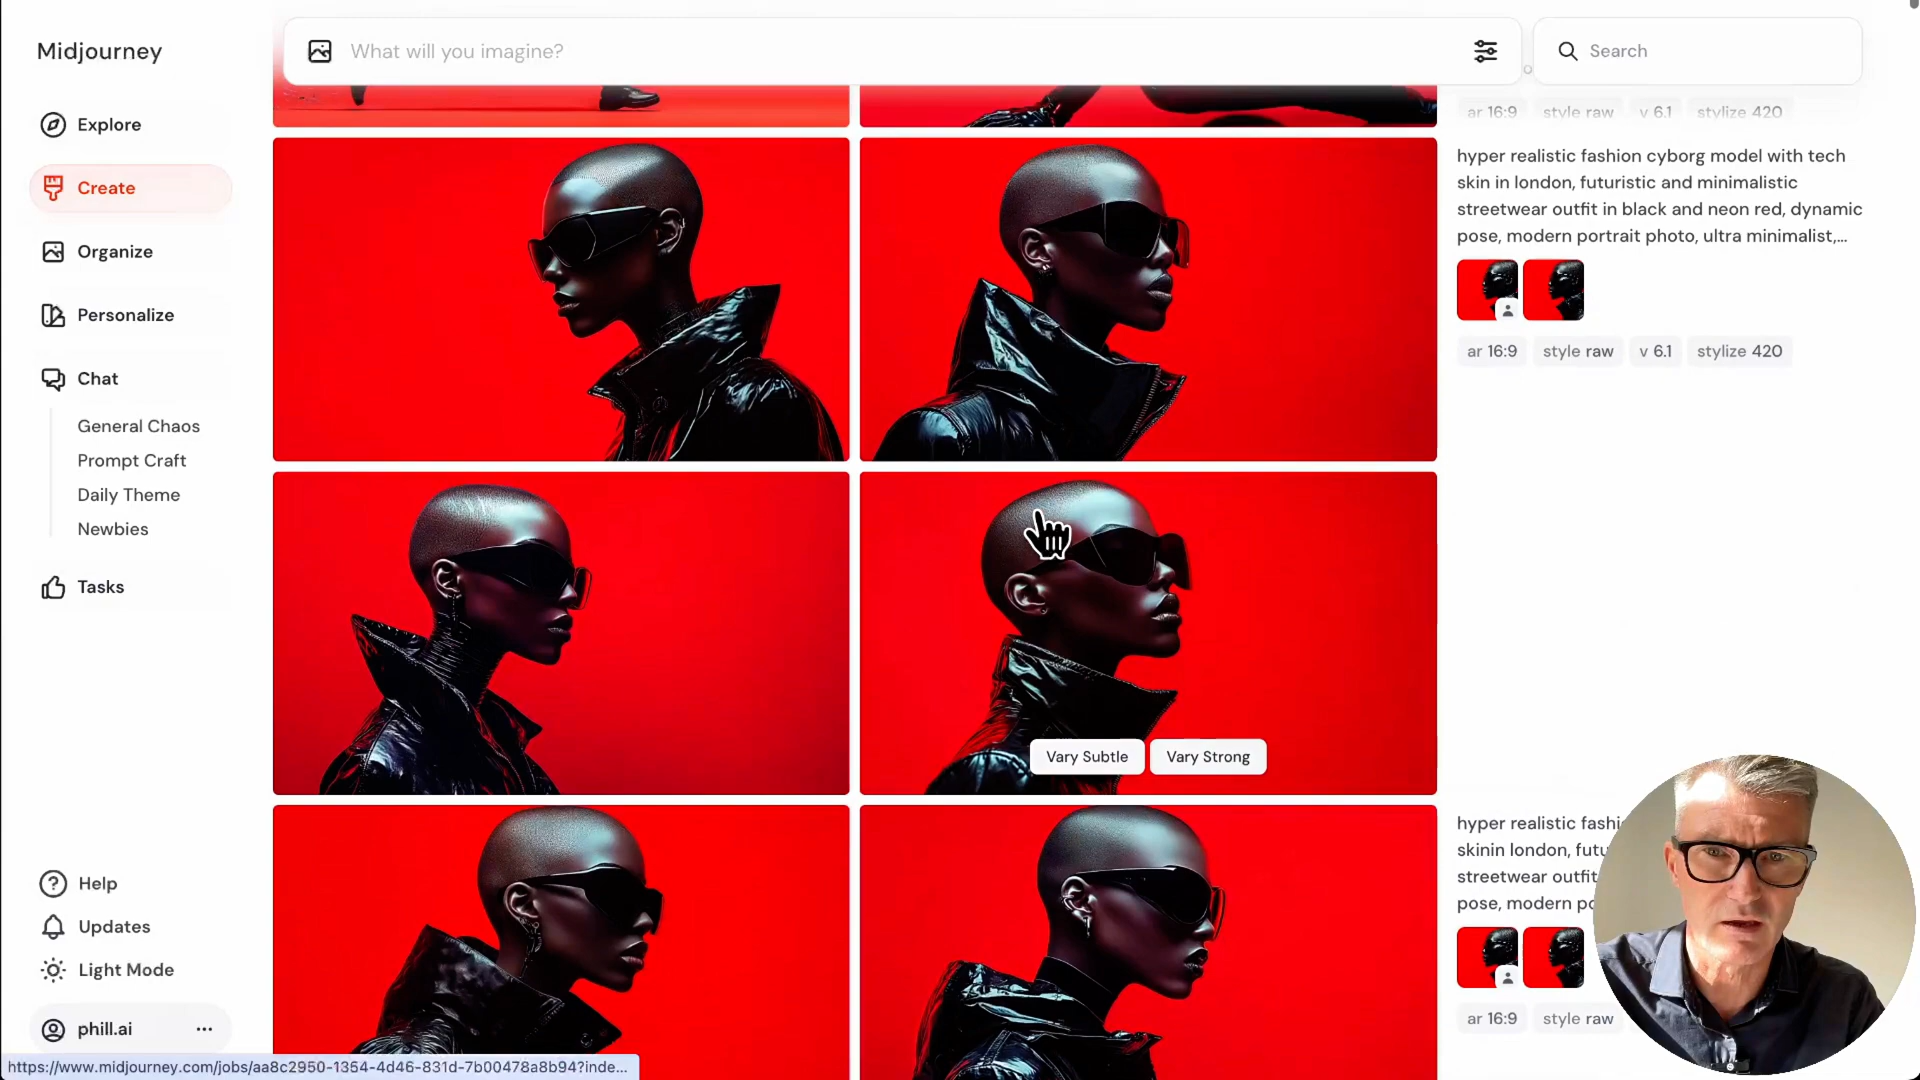 Midjourney
What will you imagine?
Search
Explore
Create
Organize
Personalize
Chat
General Chaos
Prompt Craft
Daily Theme
Newbies
Tasks
Help
Updates
Light Mode
phill.ai
ar 16:9 style raw v 6.1 stylize 420
hyper realistic fashion cyborg model with tech
skin in london, futuristic and minimalistic
streetwear outfit in black and neon red, dynamic
pose, modern portrait photo, ultra minimalist,...
ar 16:9 style raw v 6.1 stylize 420
Vary Subtle Vary Strong
hyper realistic
skinin london,
streetwear outfit
pose, modern
ar 16:9 style raw
https://www.midjourney.com/jobs/aa8c2950-1354-4d46-831d-7b00478a8b94?inde...